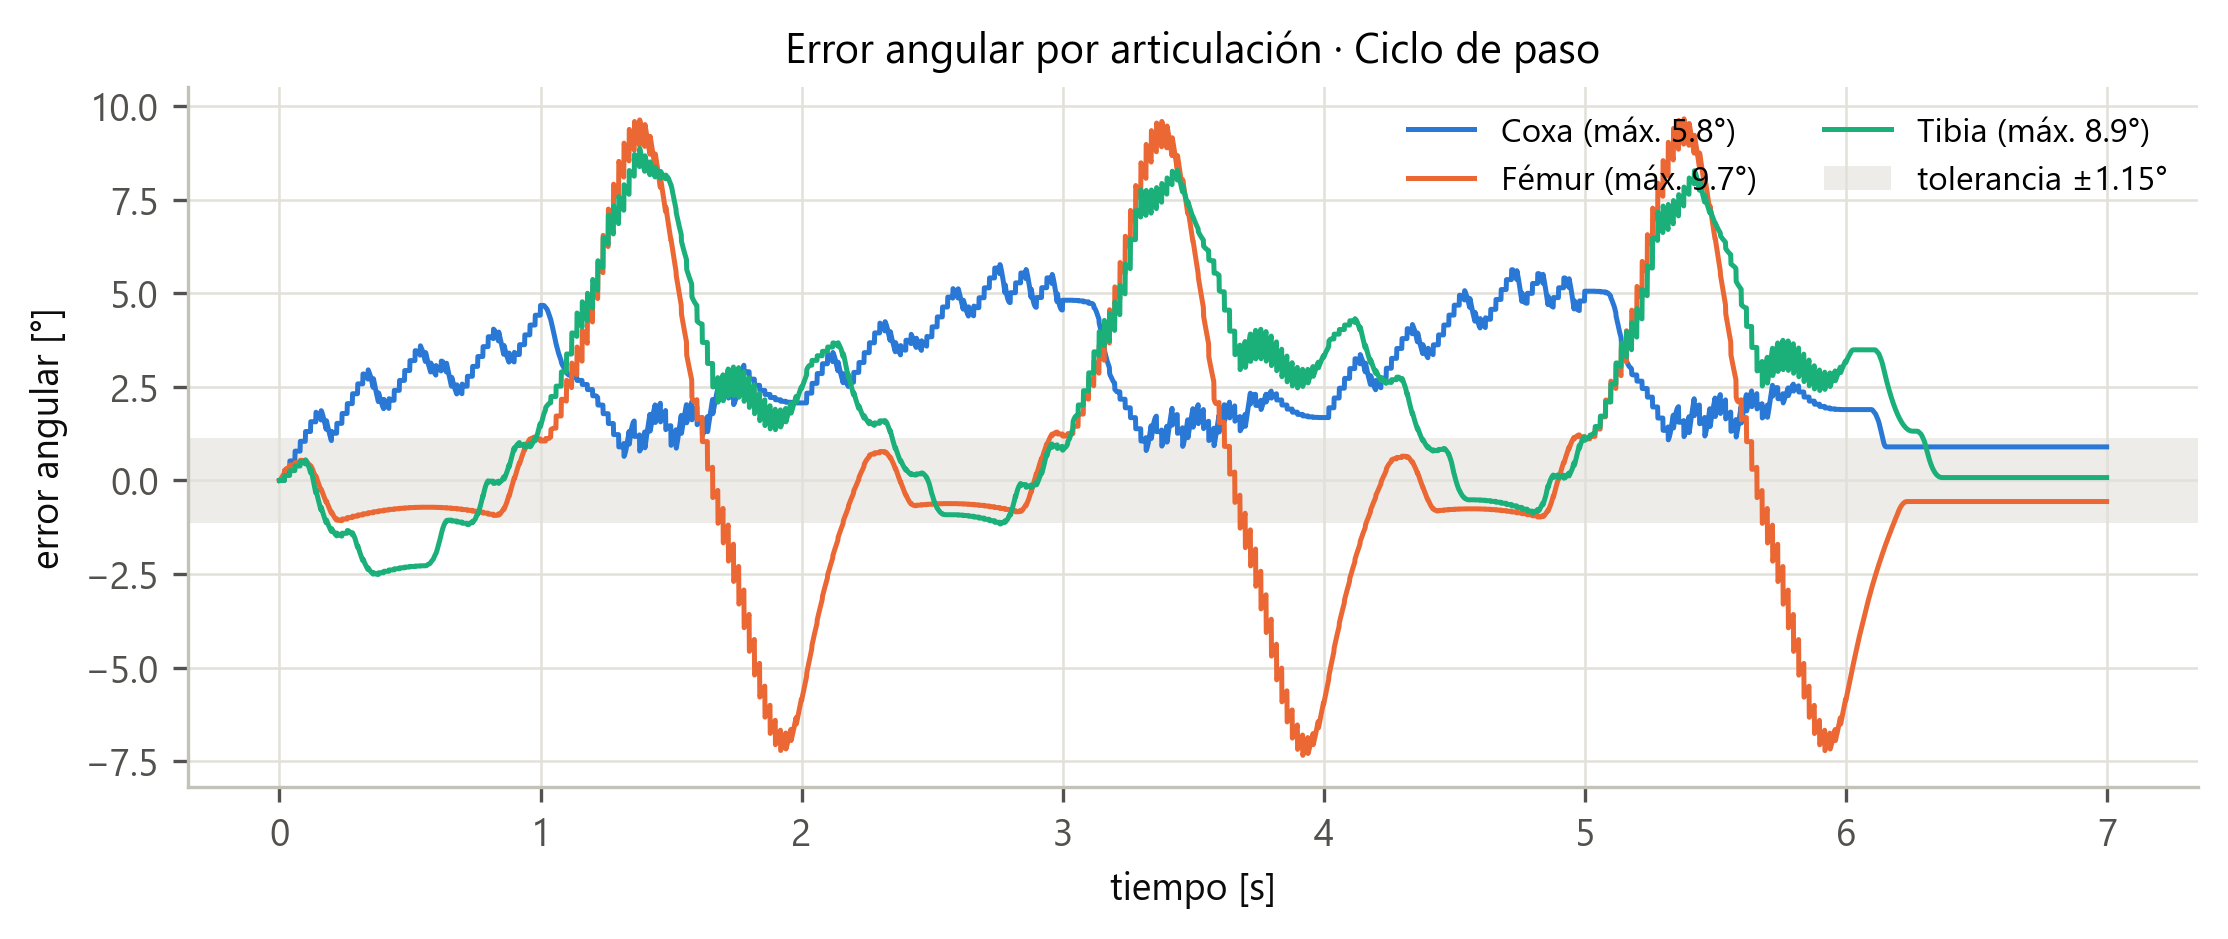 Error angular por articulación · Ciclo de paso
10.0
7.5
5.0
2.5
0.0
−2.5
−5.0
−7.5
error angular [°]
Coxa (máx. 5.8°)
Fémur (máx. 9.7°)
Tibia (máx. 8.9°)
tolerancia ±1.15°
0 1 2 3 4 5 6 7
tiempo [s]